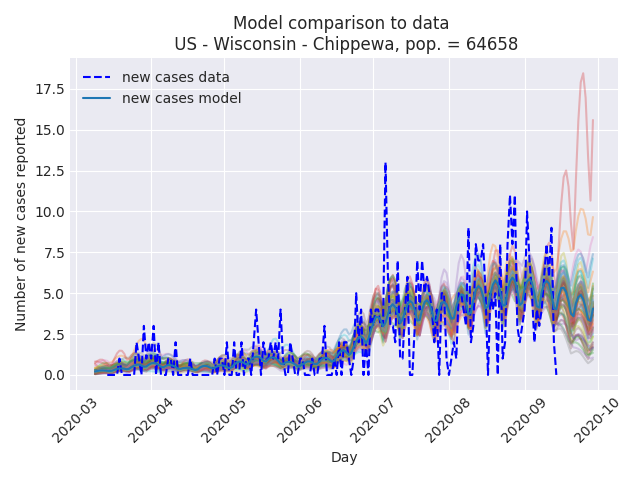 Model comparison to data
US - Wisconsin - Chippewa, pop. = 64658
new cases data
new cases model
Number of new cases reported
17.5
15.0
12.5
10.0
7.5
5.0
2.5
0.0
2020-03
2020-04
2020-05
2020-06
2020-07
2020-08
2020-09
2020-10
Day